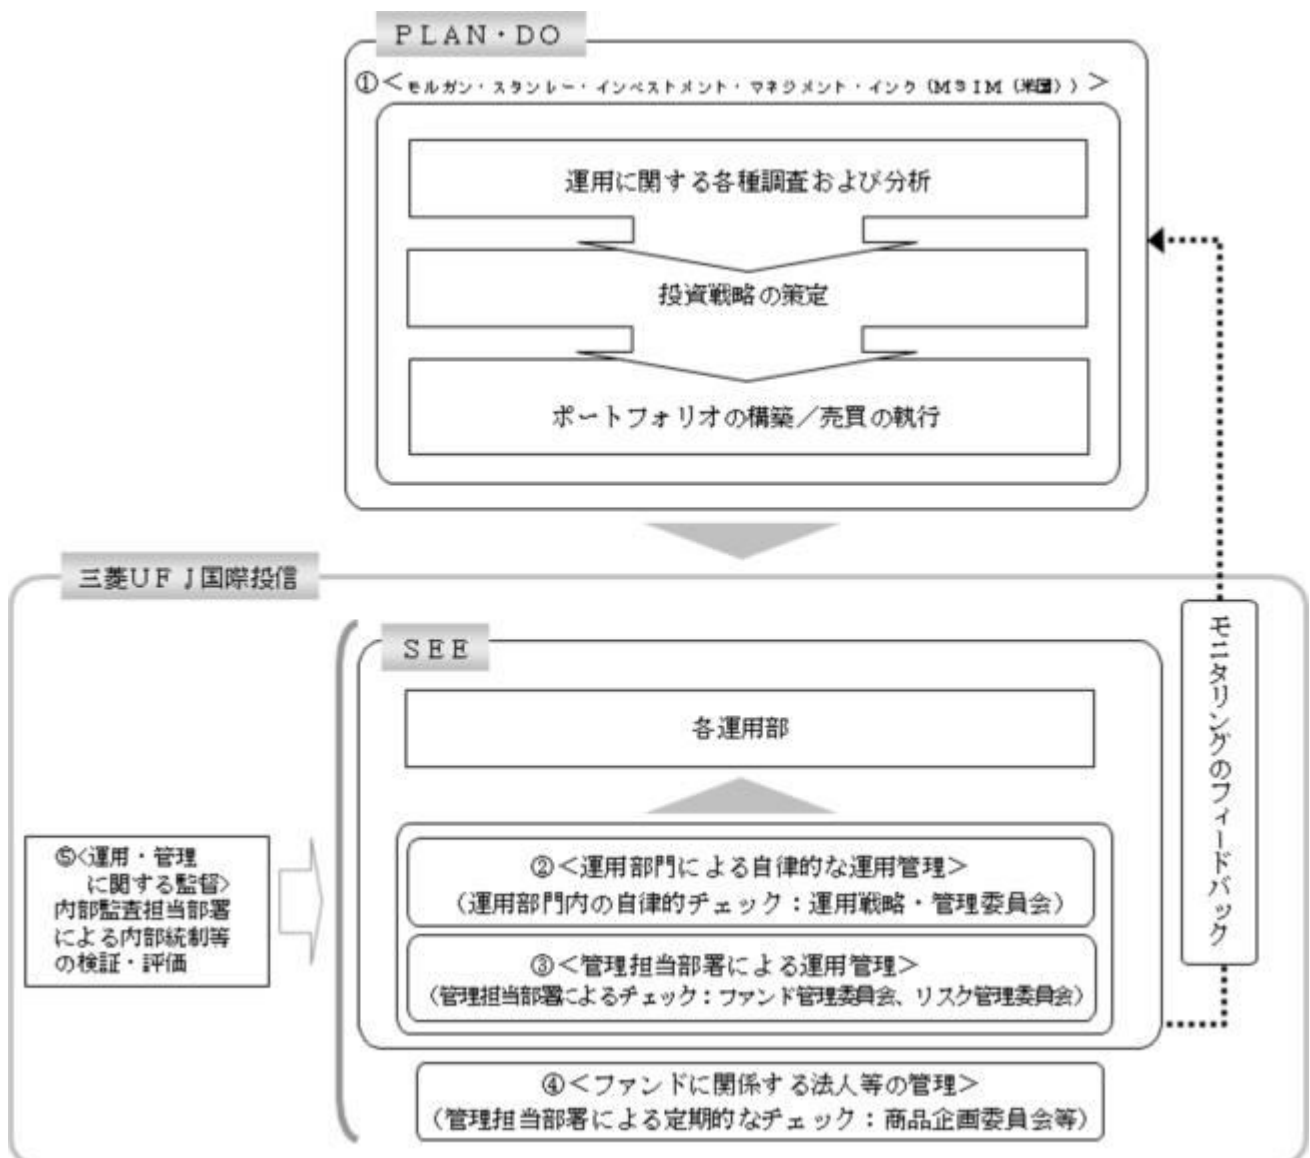 PLAN・DO
①<モルガン・スタンレー・インベストメント・マネジメント・インク(MSIM(米国))>
運用に関する各種調査および分析
投資戦略の策定
ポートフォリオの構築/売買の執行
三菱UFJ国際投信
SEE
各運用部
②<運用部門による自律的な運用管理>
(運用部門内の自律的チェック:運用戦略・管理委員会)
③<管理担当部署による運用管理>
(管理担当部署によるチェック:ファンド管理委員会、リスク管理委員会)
④<ファンドに関係する法人等の管理>
(管理担当部署による定期的なチェック:商品企画委員会等)
⑤<運用・管理
に関する監督>
内部監査担当部署
による内部統制等
の検証・評価
モニタリングのフィードバック